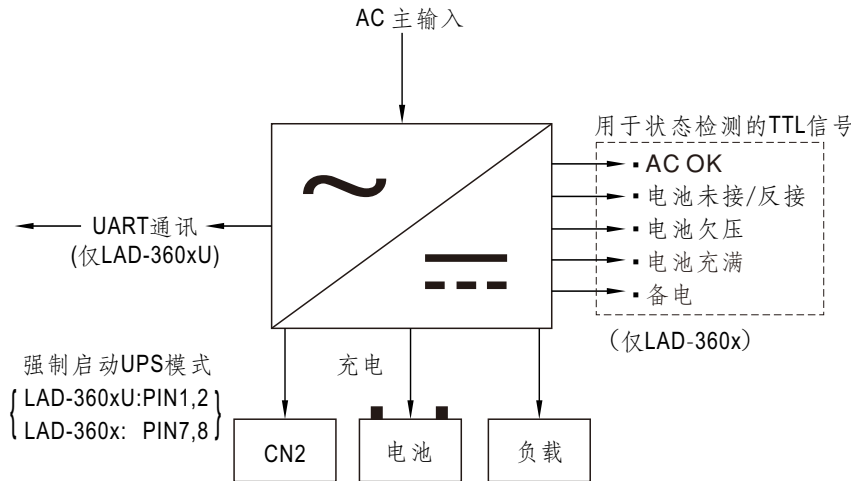 AC 主输入
用于状态检测的TTL信号
▪ AC OK
▪ 电池未接/反接
▪ 电池欠压
▪ 电池充满
▪ 备电
(仅LAD-360x)
UART通讯
(仅LAD-360xU)
强制启动UPS模式
LAD-360xU:PIN1,2
LAD-360x: PIN7,8
充电
CN2
电池
负载